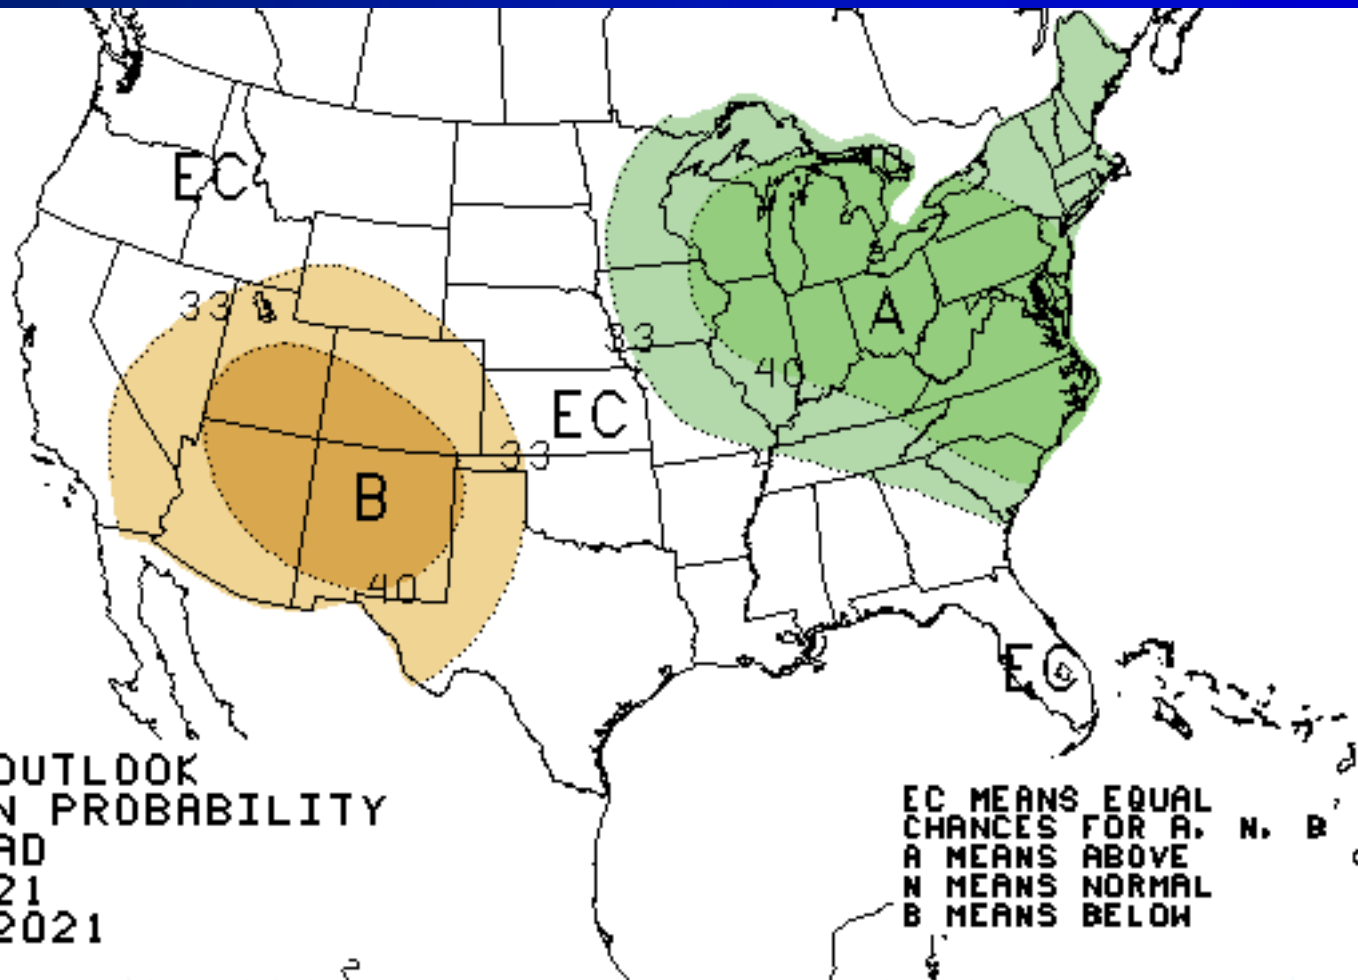 EC
33
A
33
40
EC
33
B
40
E
OUTLOOK
N PROBABILITY
AD
21
2021
EC MEANS EQUAL
CHANCES FOR A. N. B
A MEANS ABOVE
N MEANS NORMAL
B MEANS BELOW